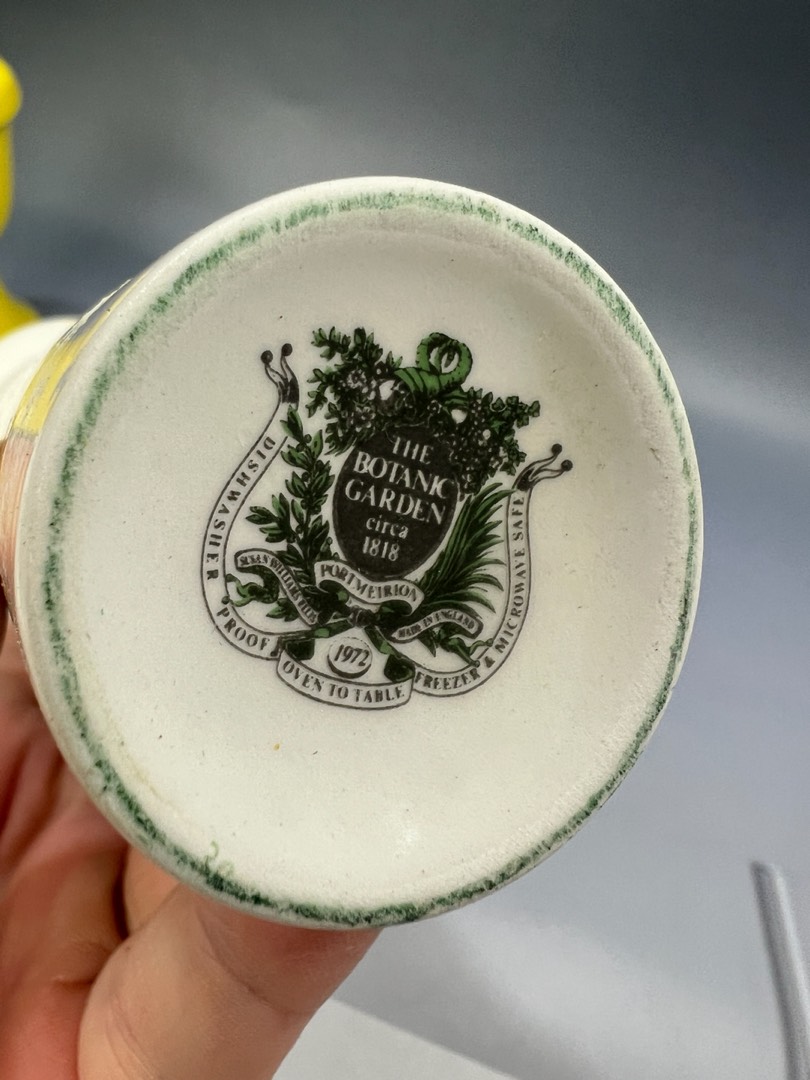 THE
BOTANIC
GARDEN
circa
1818
PORTMEIRION
SUSAN WILLIAMS-ELLIS
MADE IN ENGLAND
1972
DISHWASHER
PROOF
OVEN TO TABLE
FREEZER & MICROWAVE SAFE